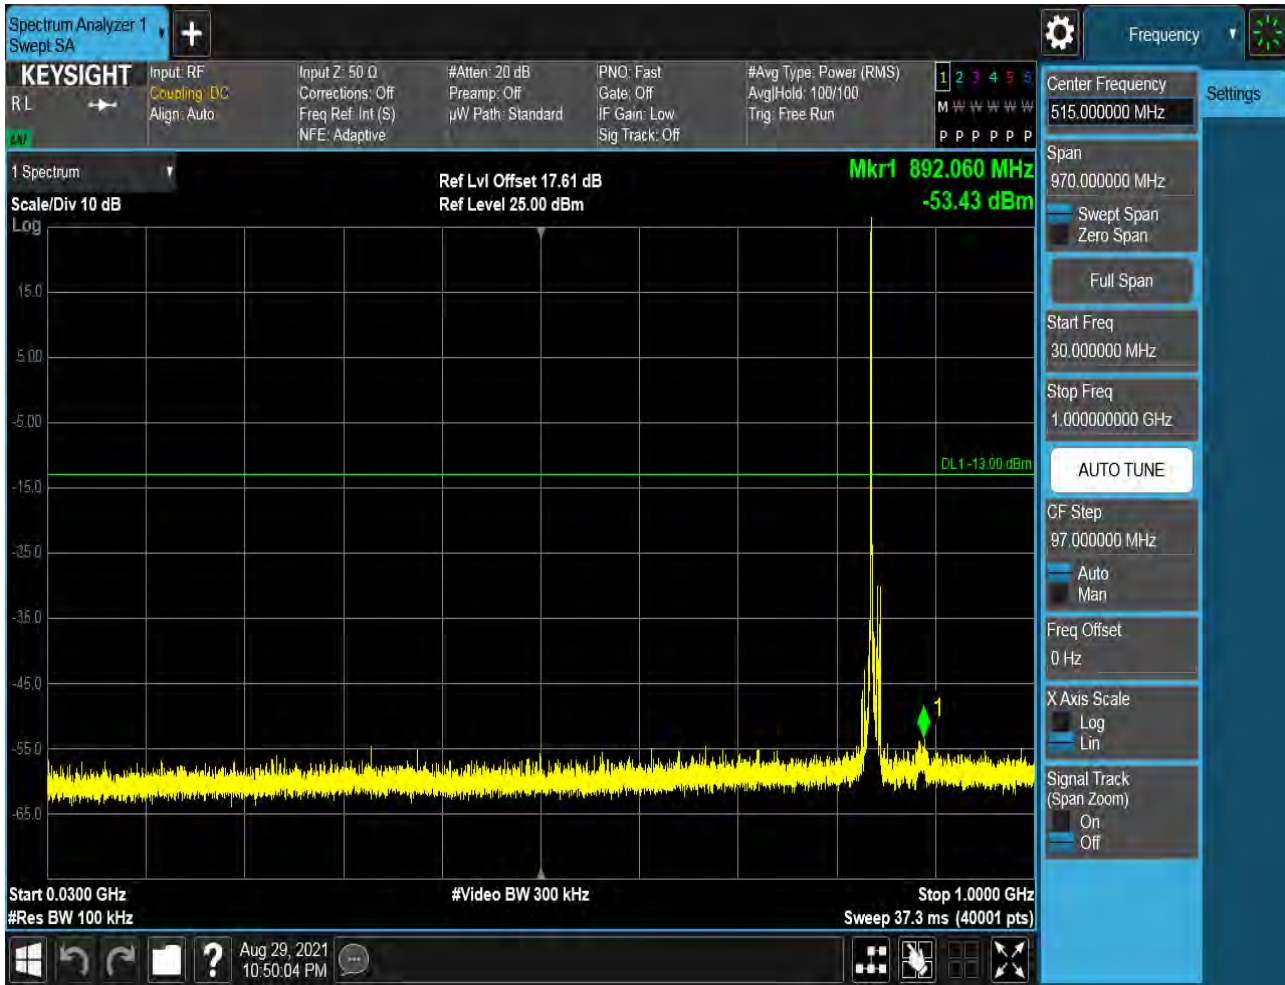 Spectrum Analyzer 1
Swept SA
Frequency
KEYSIGHT
R L
LNI
Input: RF
Coupling: DC
Align: Auto
Input Z: 50 Ω
Corrections: Off
Freq Ref: Int (S)
NFE: Adaptive
#Atten: 20 dB
Preamp: Off
µW Path: Standard
PNO: Fast
Gate: Off
IF Gain: Low
Sig Track: Off
#Avg Type: Power (RMS)
Avg|Hold: 100/100
Trig: Free Run
1 2 3 4 5 6
M W W W W W
P P P P P P
1 Spectrum
Scale/Div 10 dB
Log
Ref Lvl Offset 17.61 dB
Ref Level 25.00 dBm
Mkr1 892.060 MHz
-53.43 dBm
15.0
5.00
-5.00
DL1 -13.00 dBm
-15.0
-25.0
-35.0
-45.0
1
-55.0
-65.0
Start 0.0300 GHz
#Res BW 100 kHz
#Video BW 300 kHz
Stop 1.0000 GHz
Sweep 37.3 ms (40001 pts)
Aug 29, 2021
10:50:04 PM
?
Center Frequency
515.000000 MHz
Settings
Span
970.000000 MHz
Swept Span
Zero Span
Full Span
Start Freq
30.000000 MHz
Stop Freq
1.000000000 GHz
AUTO TUNE
CF Step
97.000000 MHz
Auto
Man
Freq Offset
0 Hz
X Axis Scale
Log
Lin
Signal Track
(Span Zoom)
On
Off